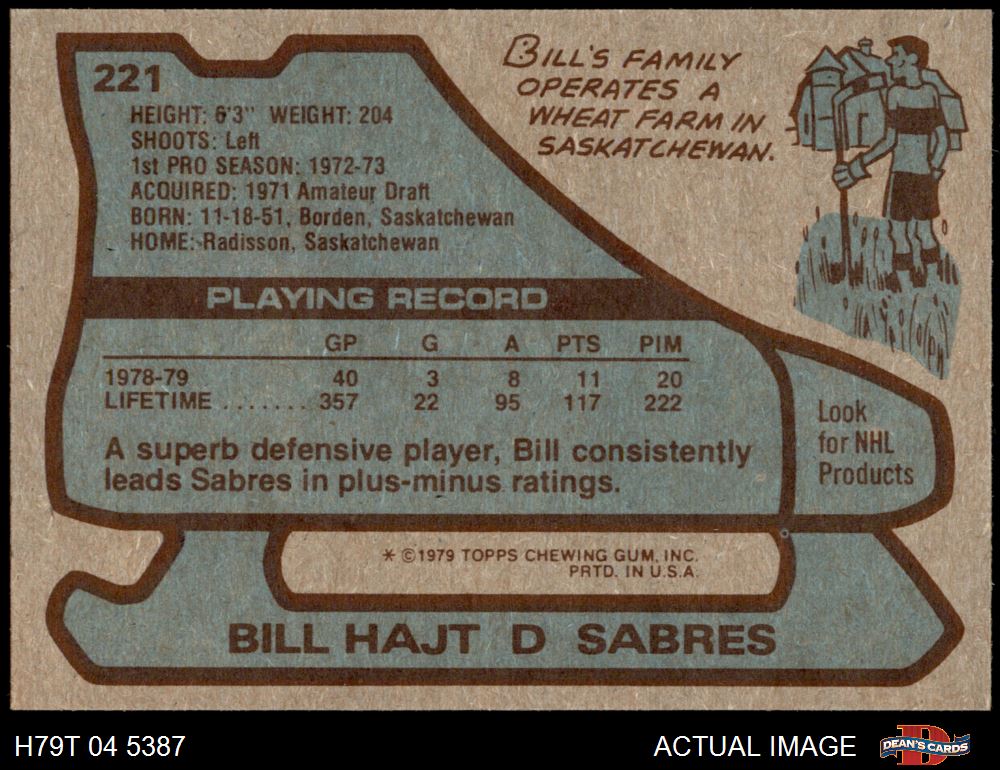 221
HEIGHT: 6'3" WEIGHT: 204
SHOOTS: Left
1st PRO SEASON: 1972-73
ACQUIRED: 1971 Amateur Draft
BORN: 11-18-51, Borden, Saskatchewan
HOME: Radisson, Saskatchewan
BILL'S FAMILY
OPERATES A
WHEAT FARM IN
SASKATCHEWAN.
PLAYING RECORD
GP G A PTS PIM
1978-79 40 3 8 11 20
LIFETIME ....... 357 22 95 117 222
A superb defensive player, Bill consistently
leads Sabres in plus-minus ratings.
Look
for NHL
Products
* ©1979 TOPPS CHEWING GUM, INC.
PRTD. IN U.S.A.
BILL HAJT D SABRES
H79T 04 5387
ACTUAL IMAGE
D
DEAN'S CARDS